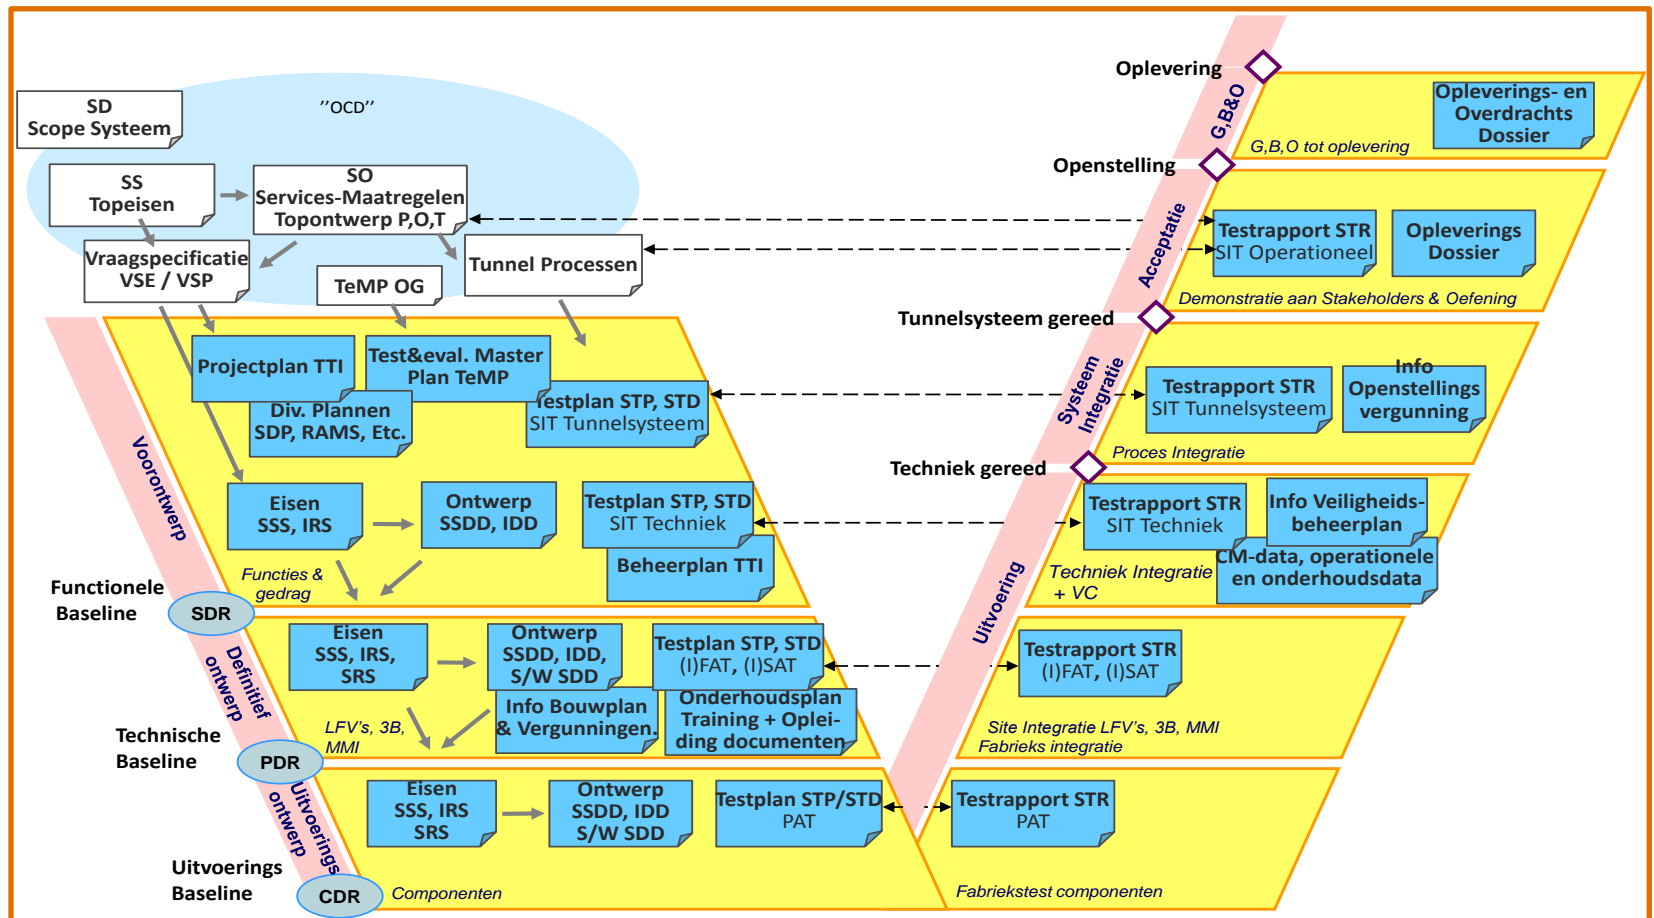 "OCD"
SD
Scope Systeem
SS
Topeisen
SO
Services-Maatregelen
Topontwerp P,O,T
Vraagspecificatie
VSE / VSP
TeMP OG
Tunnel Processen
Projectplan TTI
Test&eval. Master
Plan TeMP
Div. Plannen
SDP, RAMS, Etc.
Testplan STP, STD
SIT Tunnelsysteem
Voorontwerp
Eisen
SSS, IRS
Ontwerp
SSDD, IDD
Testplan STP, STD
SIT Techniek
Beheerplan TTI
Functies &
gedrag
Functionele
Baseline
SDR
Definitief
ontwerp
Eisen
SSS, IRS,
SRS
Ontwerp
SSDD, IDD,
S/W SDD
Testplan STP, STD
(I)FAT, (I)SAT
Info Bouwplan
& Vergunningen.
Onderhoudsplan
Training + Oplei-
ding documenten
LFV's, 3B,
MMI
Technische
Baseline
PDR
Uitvoerings
ontwerp
Eisen
SSS, IRS
SRS
Ontwerp
SSDD, IDD
S/W SDD
Testplan STP/STD
PAT
Uitvoerings
Baseline
CDR
Componenten
Oplevering
G,B&O
Opleverings- en
Overdrachts
Dossier
G,B,O tot oplevering
Openstelling
Acceptatie
Testrapport STR
SIT Operationeel
Opleverings
Dossier
Demonstratie aan Stakeholders & Oefening
Tunnelsysteem gereed
Systeem
Integratie
Testrapport STR
SIT Tunnelsysteem
Info
Openstellings
vergunning
Proces Integratie
Techniek gereed
Uitvoering
Testrapport STR
SIT Techniek
Info Veiligheids-
beheerplan
CM-data, operationele
en onderhoudsdata
Techniek Integratie
+ VC
Testrapport STR
(I)FAT, (I)SAT
Site Integratie LFV's, 3B, MMI
Fabrieks integratie
Testrapport STR
PAT
Fabriekstest componenten